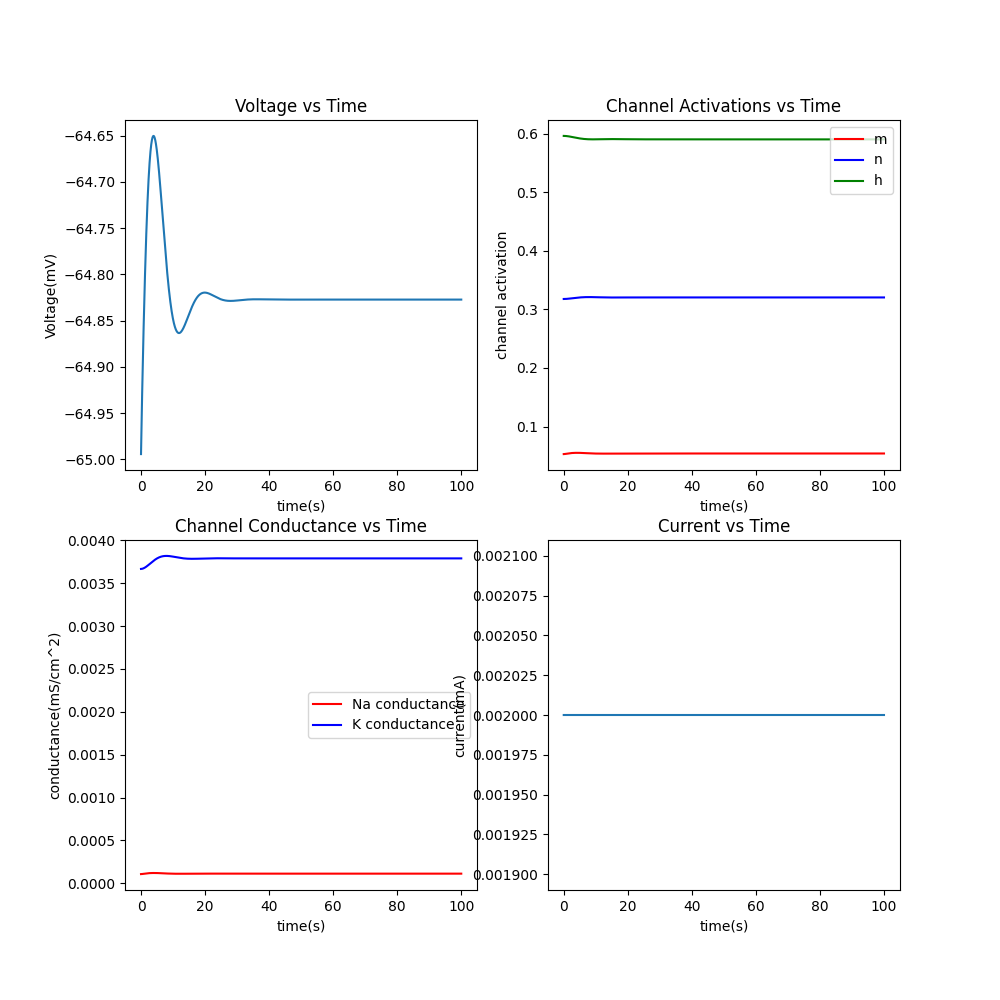 Voltage vs Time
−64.65
−64.70
−64.75
−64.80
−64.85
−64.90
−64.95
−65.00
Voltage(mV)
0 20 40 60 80 100
time(s)
Channel Activations vs Time
0.6
0.5
0.4
0.3
0.2
0.1
channel activation
m
n
h
0 20 40 60 80 100
time(s)
Channel Conductance vs Time
0.0040
0.0035
0.0030
0.0025
0.0020
0.0015
0.0010
0.0005
0.0000
conductance(mS/cm^2)
Na conductance
K conductance
0 20 40 60 80 100
time(s)
Current vs Time
0.002100
0.002075
0.002050
0.002025
0.002000
0.001975
0.001950
0.001925
0.001900
current(mA)
0 20 40 60 80 100
time(s)